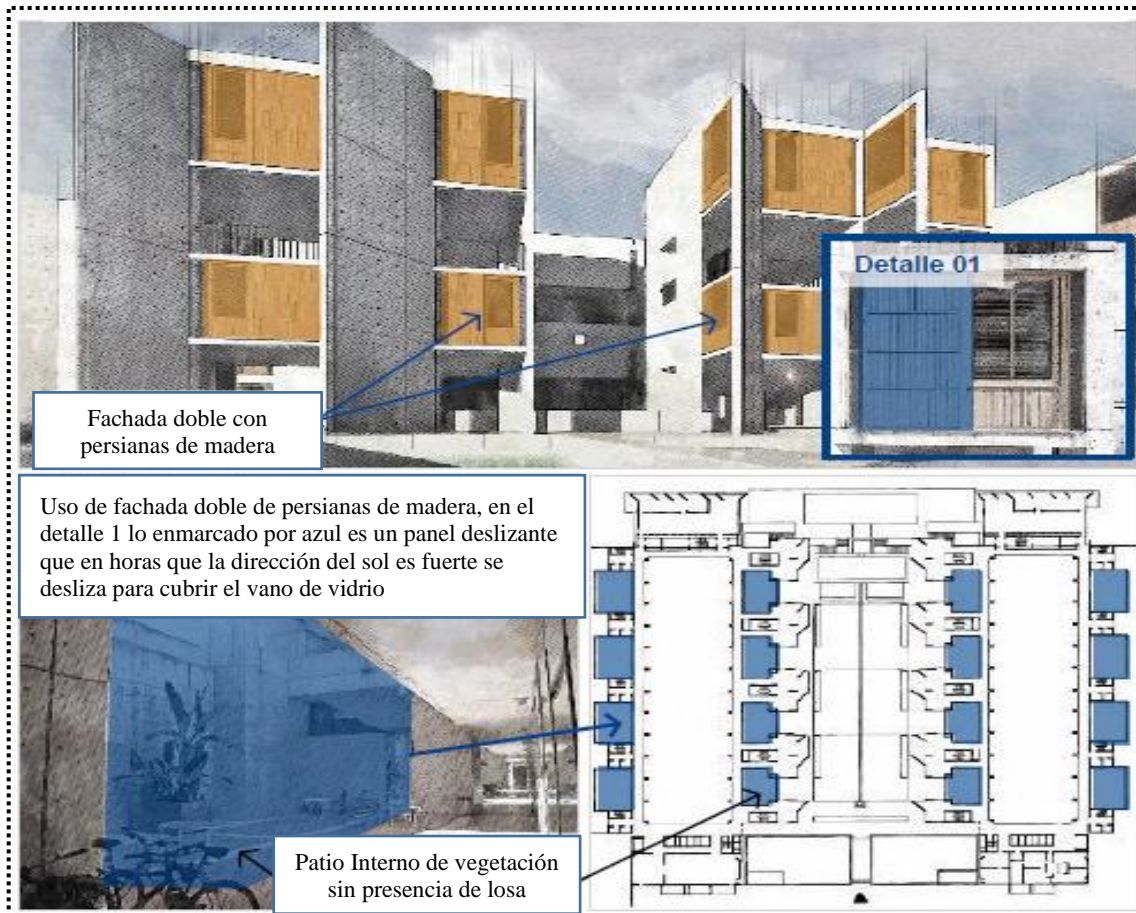 Detalle 01
Fachada doble con
persianas de madera
Uso de fachada doble de persianas de madera, en el
detalle 1 lo enmarcado por azul es un panel deslizante
que en horas que la dirección del sol es fuerte se
desliza para cubrir el vano de vidrio
Patio Interno de vegetación
sin presencia de losa